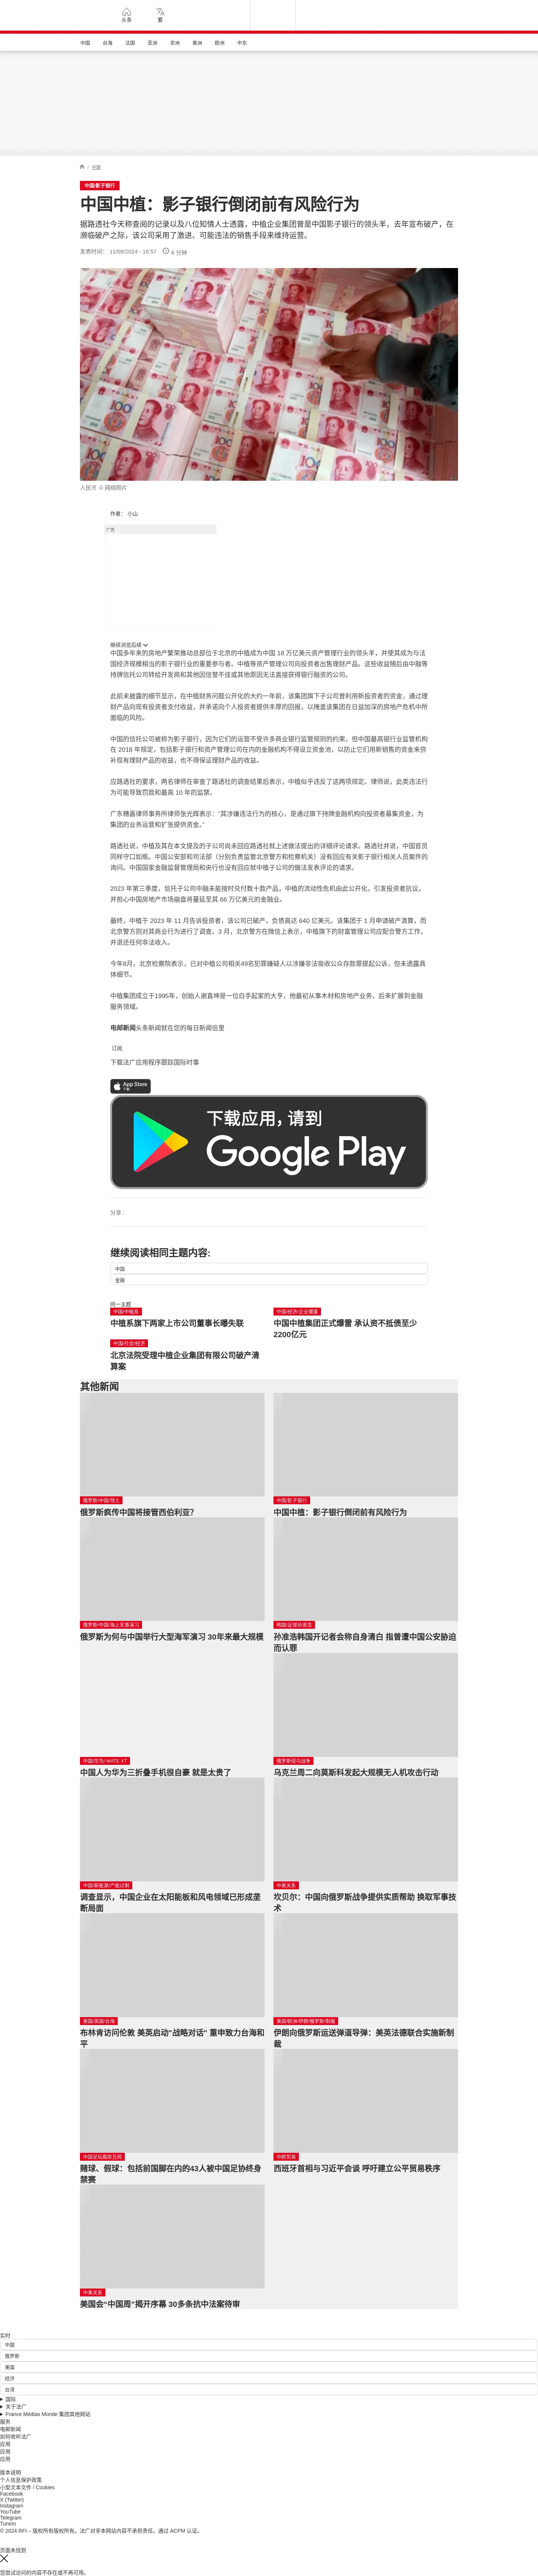 头条
繁
中国
台海
法国
亚洲
非洲
美洲
欧洲
中东
/ 中国
中国/影子银行
中国中植：影子银行倒闭前有风险行为
据路透社今天称查阅的记录以及八位知情人士透露，中植企业集团曾是中国影子银行的领头羊，去年宣布破产，在
濒临破产之际，该公司采用了激进、可能违法的销售手段来维持运营。
发表时间： 11/09/2024 - 16:57 6 分钟
人民币 © 网络照片
作者： 小山
广告
继续浏览后续
中国多年来的房地产繁荣推动总部位于北京的中植成为中国 18 万亿美元资产管理行业的领头羊，并使其成为与法
国经济规模相当的影子银行业的重要参与者。中植等资产管理公司向投资者出售理财产品。这些收益随后由中融等
持牌信托公司转给开发商和其他因信誉不佳或其他原因无法直接获得银行融资的公司。
此前未被披露的细节显示，在中植财务问题公开化的大约一年前，该集团旗下子公司曾利用新投资者的资金，通过理
财产品向现有投资者支付收益，并承诺向个人投资者提供丰厚的回报，以掩盖该集团在日益加深的房地产危机中所
面临的风险。
中国的信托公司被称为影子银行，因为它们的运营不受许多商业银行监管规则的约束。但中国最高银行业监管机构
在 2018 年规定，包括影子银行和资产管理公司在内的金融机构不得设立资金池，以防止它们用新销售的资金来弥
补现有理财产品的收益，也不得保证理财产品的收益。
应路透社的要求，两名律师在审查了路透社的调查结果后表示，中植似乎违反了这两项规定。律师说，此类违法行
为可能导致罚款和最高 10 年的监禁。
广东穗嘉律师事务所律师张光辉表示：“其涉嫌违法行为的核心，是通过旗下持牌金融机构向投资者募集资金，为
集团的业务运营和扩张提供资金。”
路透社说，中植及其在本文提及的子公司尚未回应路透社就上述做法提出的详细评论请求。路透社并说，中国官员
同样守口如瓶。中国公安部和司法部（分别负责监管北京警方和检察机关）没有回应有关影子银行相关人员案件的
询问。中国国家金融监督管理局和央行也没有回应就中植子公司的做法发表评论的请求。
2023 年第三季度，信托子公司中融未能按时兑付数十款产品，中植的流动性危机由此公开化，引发投资者抗议，
并担心中国房地产市场崩盘将蔓延至其 66 万亿美元的金融业。
最终，中植于 2023 年 11 月告诉投资者，该公司已破产，负债高达 640 亿美元。该集团于 1 月申请破产清算，而
北京警方则对其商业行为进行了调查。3 月，北京警方在微信上表示，中植旗下的财富管理公司应配合警方工作，
并退还任何非法收入。
今年8月，北京检察院表示，已对中植公司相关49名犯罪嫌疑人以涉嫌非法吸收公众存款罪提起公诉，但未透露具
体细节。
中植集团成立于1995年，创始人谢直坤是一位白手起家的大亨，他最初从事木材和房地产业务，后来扩展到金融
服务领域。
电邮新闻头条新闻就在您的每日新闻信里
订阅
下载法广应用程序跟踪国际时事
App Store
下载
下载应用，请到
Google Play
分享 :
继续阅读相同主题内容:
中国
金融
同一主题
中国/中植系
中植系旗下两家上市公司董事长曝失联
中国/经济/企业爆雷
中国中植集团正式爆雷 承认资不抵债至少
2200亿元
中国/社会/经济
北京法院受理中植企业集团有限公司破产清
算案
其他新闻
俄罗斯/中国/领土
俄罗斯疯传中国将接管西伯利亚？
中国/影子银行
中国中植：影子银行倒闭前有风险行为
俄罗斯/中国/海上军事演习
俄罗斯为何与中国举行大型海军演习 30年来最大规模
韩国/足球/孙准浩
孙准浩韩国开记者会称自身清白 指曾遭中国公安胁迫
而认罪
中国/华为/ MATE XT
中国人为华为三折叠手机很自豪 就是太贵了
俄罗斯侵乌战争
乌克兰周二向莫斯科发起大规模无人机攻击行动
中国/新能源/产能过剩
调查显示，中国企业在太阳能板和风电领域已形成垄
断局面
中美关系
坎贝尔：中国向俄罗斯战争提供实质帮助 换取军事技
术
美国/英国/台海
布林肯访问伦敦 美英启动"战略对话" 重申致力台海和
平
美国/欧洲/伊朗/俄罗斯/制裁
伊朗向俄罗斯运送弹道导弹：美英法德联合实施新制
裁
中国足坛腐败丑闻
赌球、假球：包括前国脚在内的43人被中国足协终身
禁赛
中欧贸易
西班牙首相与习近平会谈 呼吁建立公平贸易秩序
中美关系
美国会“中国周”揭开序幕 30多条抗中法案待审
实时
中国
俄罗斯
美国
经济
台湾
国际
关于法广
France Médias Monde 集团其他网站
服务
电邮新闻
如何收听法广
应用
应用
应用
版本说明
个人信息保护政策
小型文本文件 / Cookies
Facebook
X (Twitter)
Instagram
YouTube
Telegram
TuneIn
© 2024 RFI – 版权所有版权所有。法广对非本网站内容不承担责任。通过 ACPM 认证。
页面未找到
您尝试访问的内容不存在或不再可用。